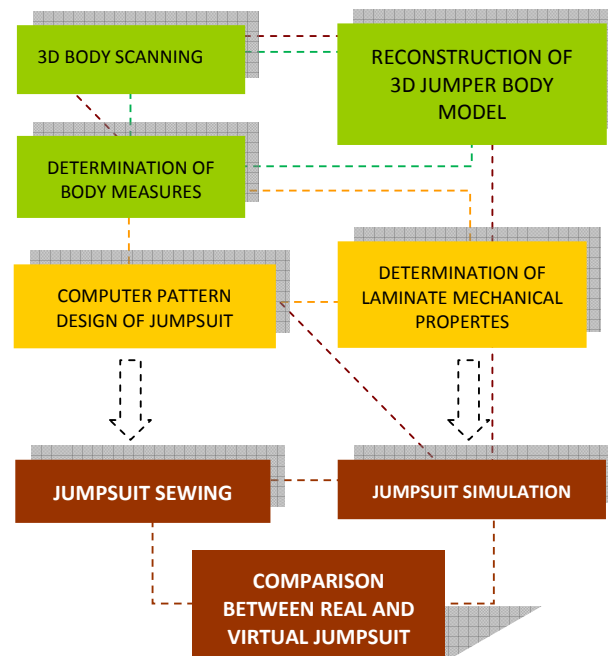 3D BODY SCANNING
RECONSTRUCTION OF
3D JUMPER BODY
MODEL
DETERMINATION OF
BODY MEASURES
COMPUTER PATTERN
DESIGN OF JUMPSUIT
DETERMINATION OF
LAMINATE MECHANICAL
PROPERTES
JUMPSUIT SEWING
JUMPSUIT SIMULATION
COMPARISON
BETWEEN REAL AND
VIRTUAL JUMPSUIT